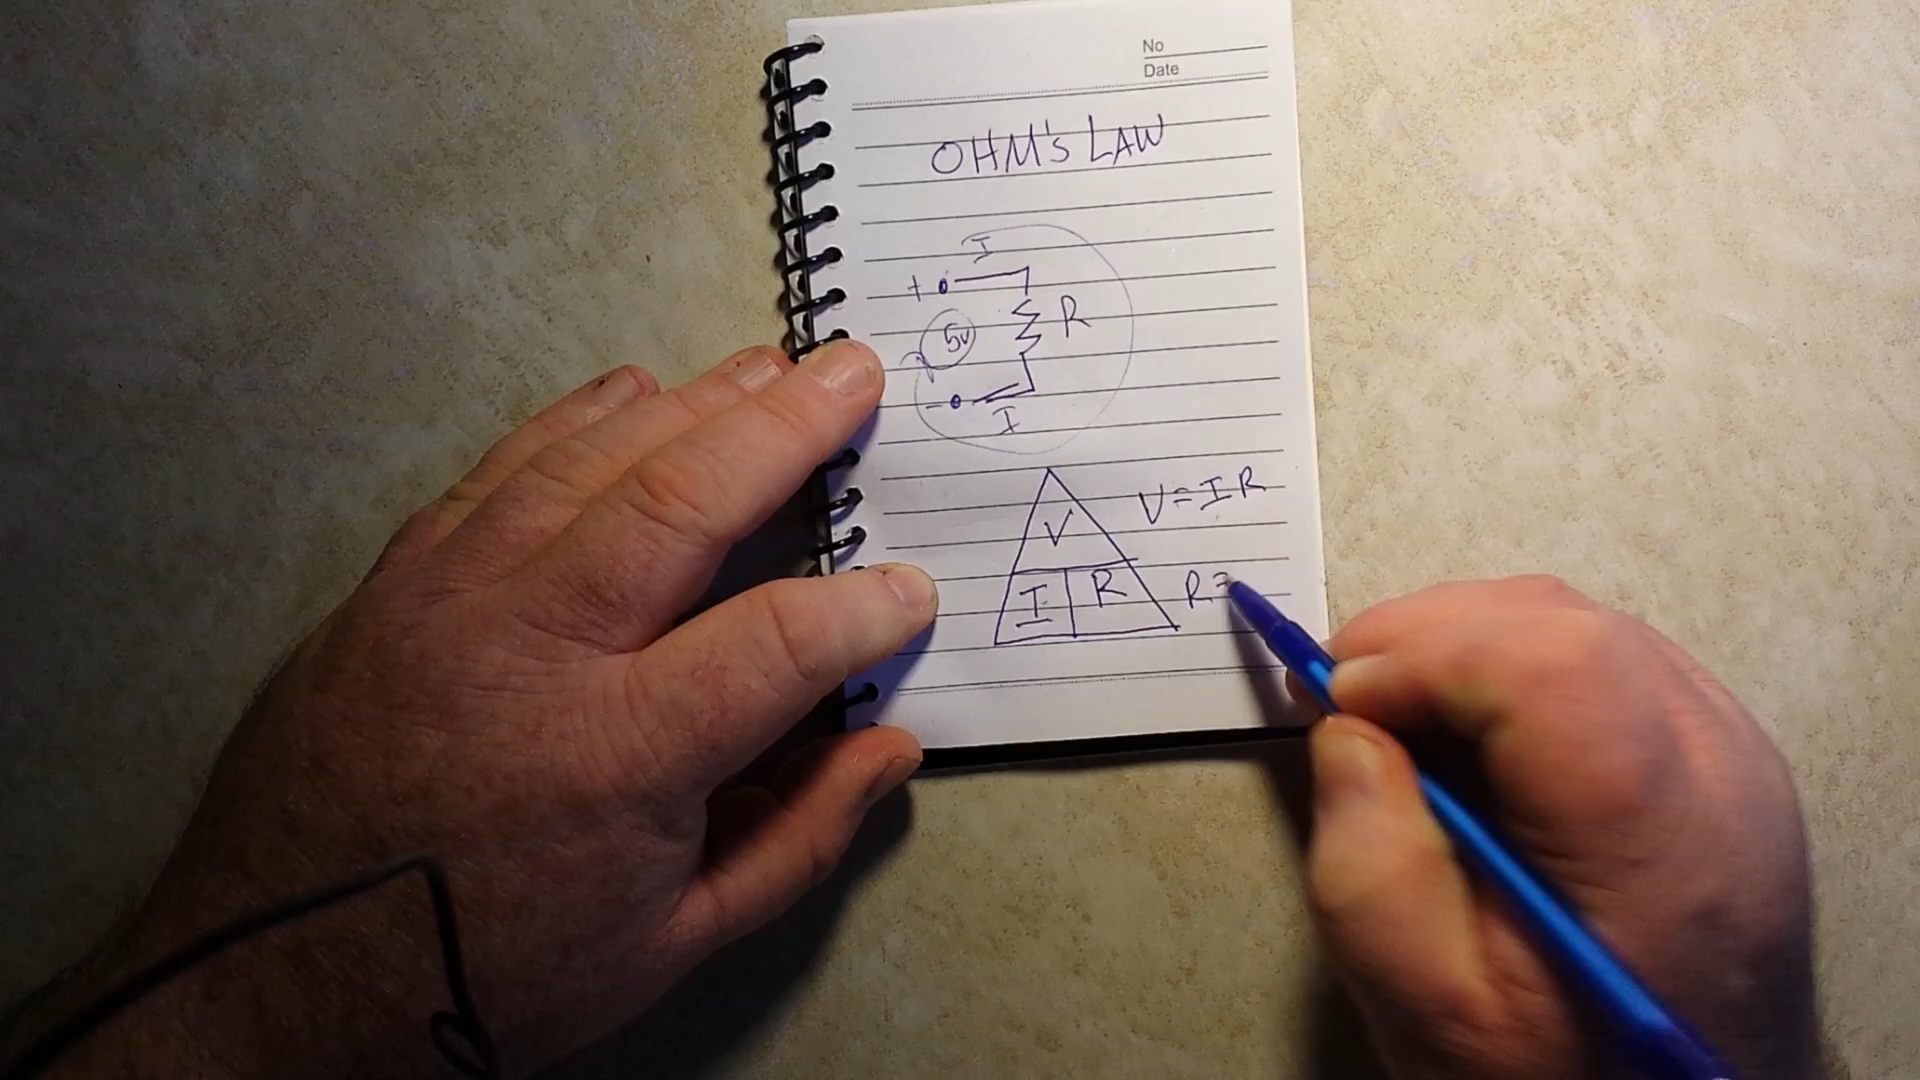 No
Date
OHM's LAW
I
+
R
5V
-
I
V
V=IR
I R
R=